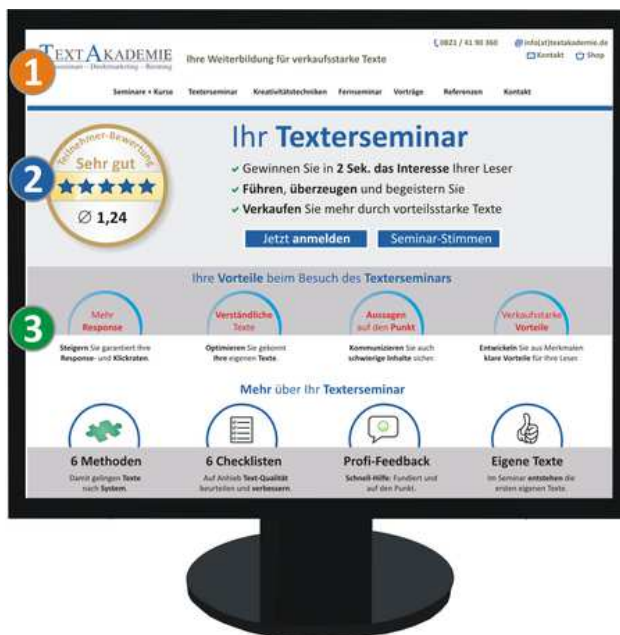 0821 / 41 90 360 @info(at)textakademie.de
TEXTAKADEMIE Ihre Weiterbildung für verkaufsstarke Texte Kontakt Shop
1
Seminare + Kurse Texterseminar Kreativitätstechniken Fernseminar Vorträge Referenzen Kontakt
Teilnehmer-Bewertung
Sehr gut
Ø 1,24
2
Ihr Texterseminar
Gewinnen Sie in 2 Sek. das Interesse Ihrer Leser
Führen, überzeugen und begeistern Sie
Verkaufen Sie mehr durch vorteilsstarke Texte
Jetzt anmelden Seminar-Stimmen
Ihre Vorteile beim Besuch des Texterseminars
3
Mehr
Response
Steigern Sie garantiert Ihre
Response- und Klickraten.
Verständliche
Texte
Optimieren Sie gekonnt
Ihre eigenen Texte.
Aussagen
auf den Punkt
Kommunizieren Sie auch
schwierige Inhalte sicher.
Verkaufsstarke
Vorteile
Entwickeln Sie aus Merkmalen
klare Vorteile für Ihre Leser.
Mehr über Ihr Texterseminar
6 Methoden
Damit gelingen Texte
nach System.
6 Checklisten
Auf Anhieb Text-Qualität
beurteilen und verbessern.
Profi-Feedback
Schnell-Hilfe: Fundiert und
auf den Punkt.
Eigene Texte
Im Seminar entstehen die
ersten eigenen Texte.